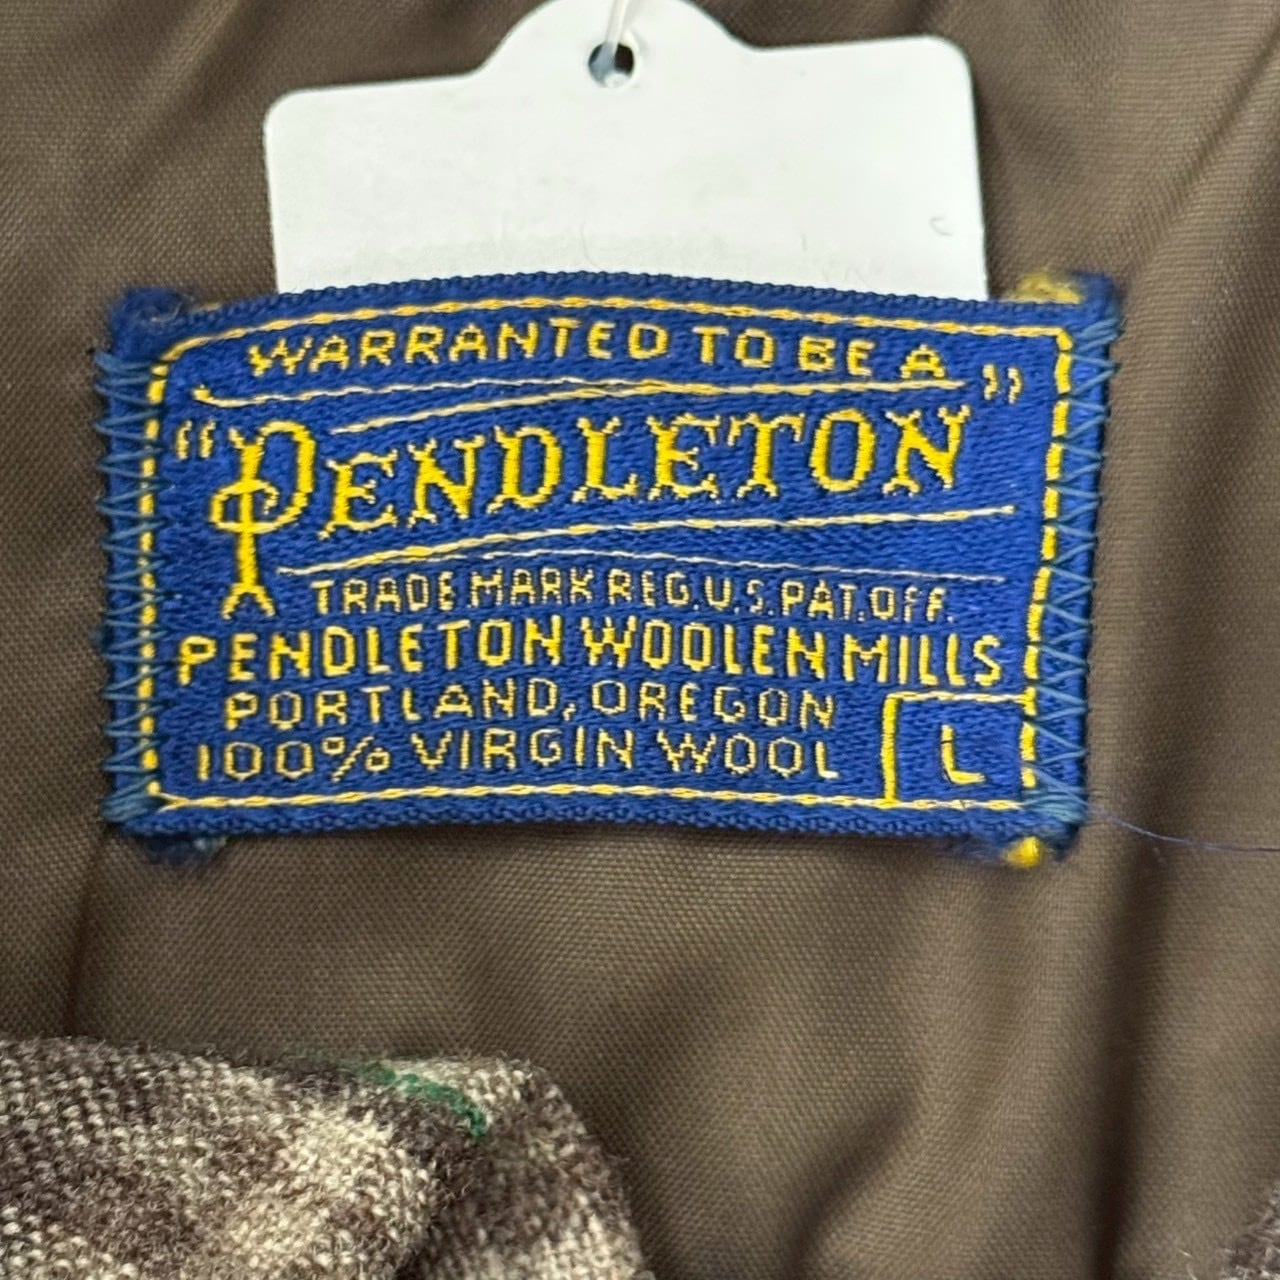 WARRANTED TO BE A
"PENDLETON"
TRADE MARK REG.U.S.PAT.OFF.
PENDLETON WOOLEN MILLS
PORTLAND, OREGON
100% VIRGIN WOOL
L